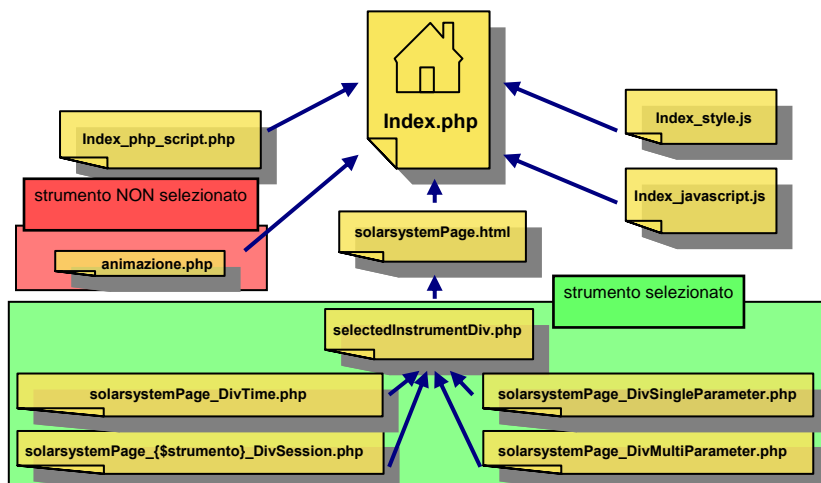 Index.php
Index_php_script.php
Index_style.js
strumento NON selezionato
Index_javascript.js
solarsystemPage.html
animazione.php
strumento selezionato
selectedInstrumentDiv.php
solarsystemPage_DivTime.php
solarsystemPage_DivSingleParameter.php
solarsystemPage_{$strumento}_DivSession.php
solarsystemPage_DivMultiParameter.php